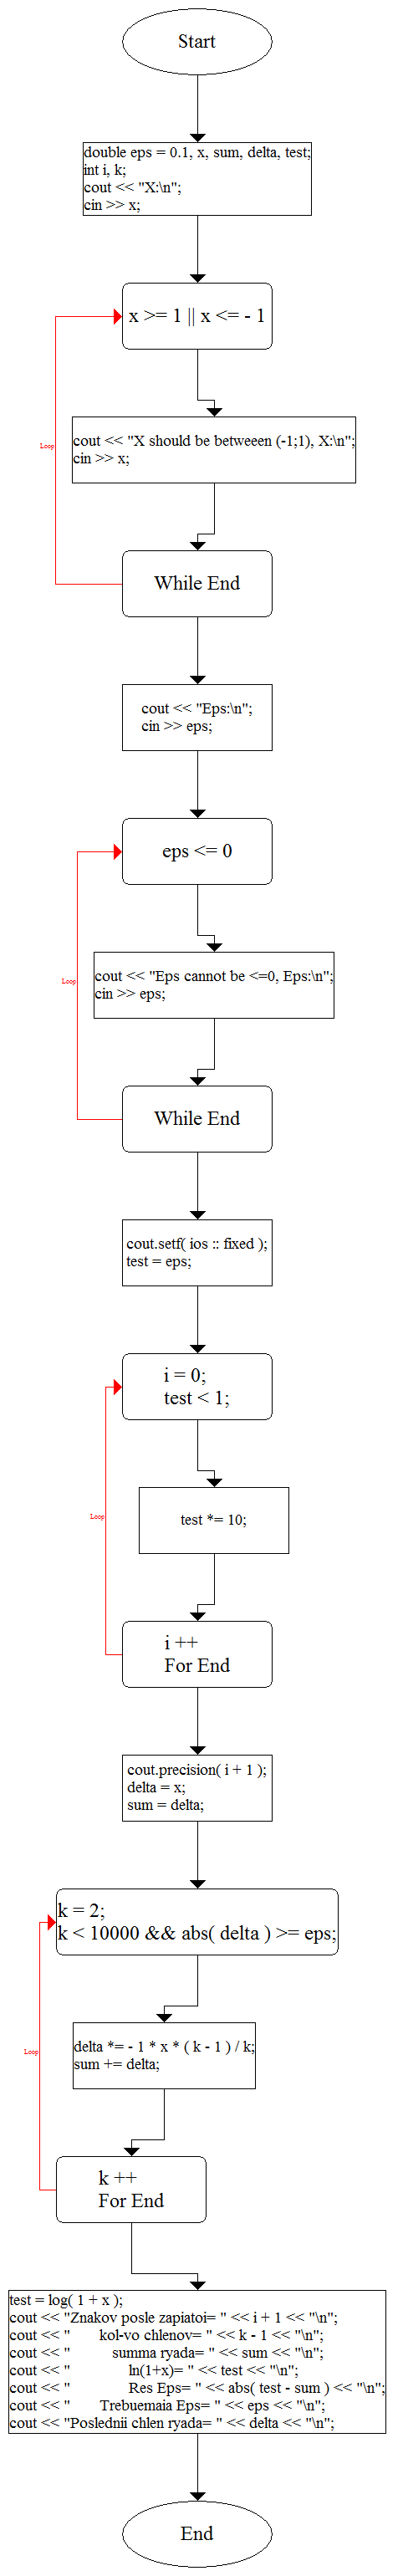 Start
double eps = 0.1, x, sum, delta, test;
int i, k;
cout << "X:\n";
cin >> x;
x >= 1 || x <= - 1
Loop
cout << "X should be betweeen (-1;1), X:\n";
cin >> x;
While End
cout << "Eps:\n";
cin >> eps;
eps <= 0
Loop
cout << "Eps cannot be <=0, Eps:\n";
cin >> eps;
While End
cout.setf( ios :: fixed );
test = eps;
i = 0;
test < 1;
Loop
test *= 10;
i ++
For End
cout.precision( i + 1 );
delta = x;
sum = delta;
k = 2;
k < 10000 && abs( delta ) >= eps;
Loop
delta *= - 1 * x * ( k - 1 ) / k;
sum += delta;
k ++
For End
test = log( 1 + x );
cout << "Znakov posle zapiatoi= " << i + 1 << "\n";
cout << "        kol-vo chlenov= " << k - 1 << "\n";
cout << "           summa ryada= " << sum << "\n";
cout << "               ln(1+x)= " << test << "\n";
cout << "               Res Eps= " << abs( test - sum ) << "\n";
cout << "        Trebuemaia Eps= " << eps << "\n";
cout << "Poslednii chlen ryada= " << delta << "\n";
End